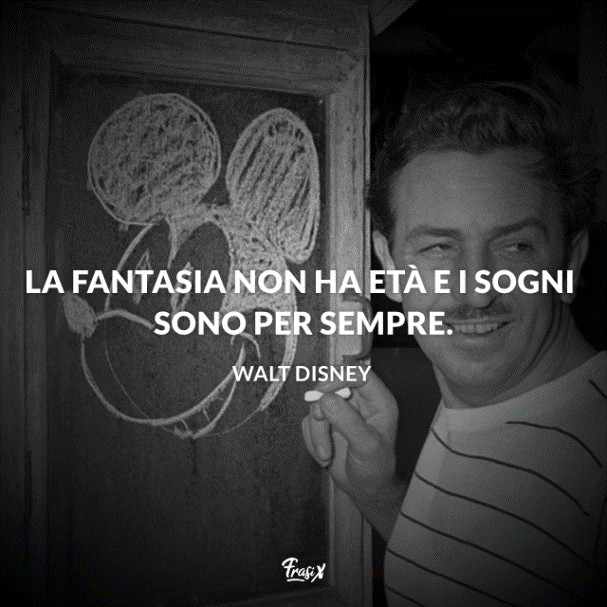 LA FANTASIA NON HA ETÀ E I SOGNI
SONO PER SEMPRE.
WALT DISNEY
FrasiX